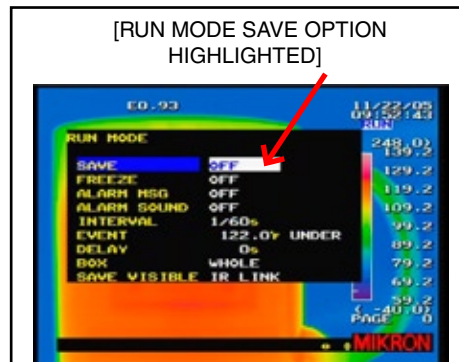 [RUN MODE SAVE OPTION
HIGHLIGHTED]
E0.93
11/22/05
09:52:43
RUN
RUN MODE
248.0)
139.2
SAVE OFF
129.2
FREEZE OFF
ALARM MSG OFF
119.2
ALARM SOUND OFF
109.2
INTERVAL 1/60s
99.2
EVENT 122.0F UNDER
DELAY 0s
89.2
BOX WHOLE
79.2
SAVE VISIBLE IR LINK
69.2
59.2
( -40.0)
PAGE 0
MIKRON